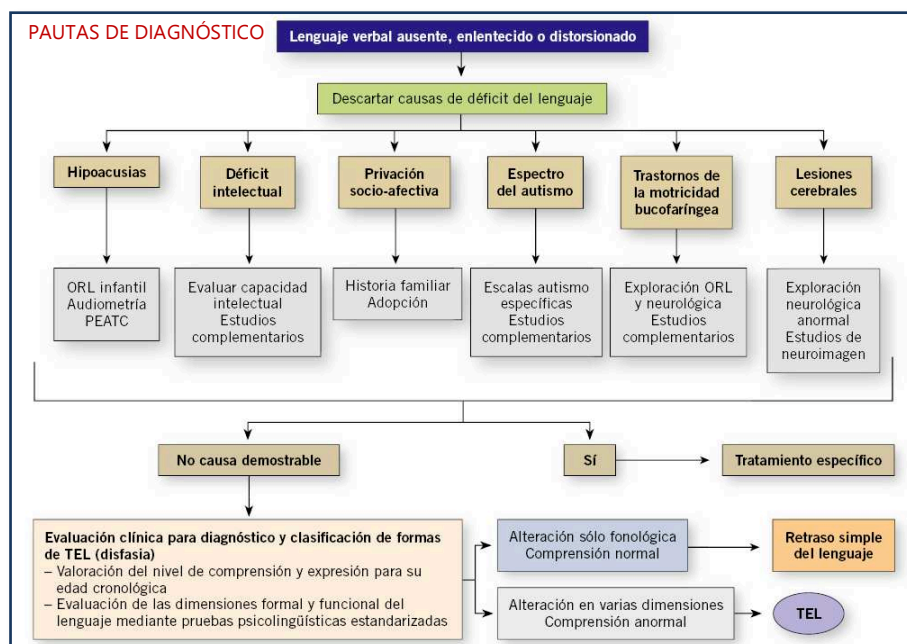 PAUTAS DE DIAGNÓSTICO
Lenguaje verbal ausente, enlentecido o distorsionado
Descartar causas de déficit del lenguaje
Hipoacusias
Déficit
intelectual
Privación
socio-afectiva
Espectro
del autismo
Trastornos de
la motricidad
bucofaríngea
Lesiones
cerebrales
ORL infantil
Audiometría
PEATC
Evaluar capacidad
intelectual
Estudios
complementarios
Historia familiar
Adopción
Escalas autismo
específicas
Estudios
complementarios
Exploración ORL
y neurológica
Estudios
complementarios
Exploración
neurológica
anormal
Estudios de
neuroimagen
No causa demostrable
Sí
Tratamiento específico
Evaluación clínica para diagnóstico y clasificación de formas
de TEL (disfasia)
– Valoración del nivel de comprensión y expresión para su
edad cronológica
– Evaluación de las dimensiones formal y funcional del
lenguaje mediante pruebas psicolingüísticas estandarizadas
Alteración sólo fonológica
Comprensión normal
Retraso simple
del lenguaje
Alteración en varias dimensiones
Comprensión anormal
TEL